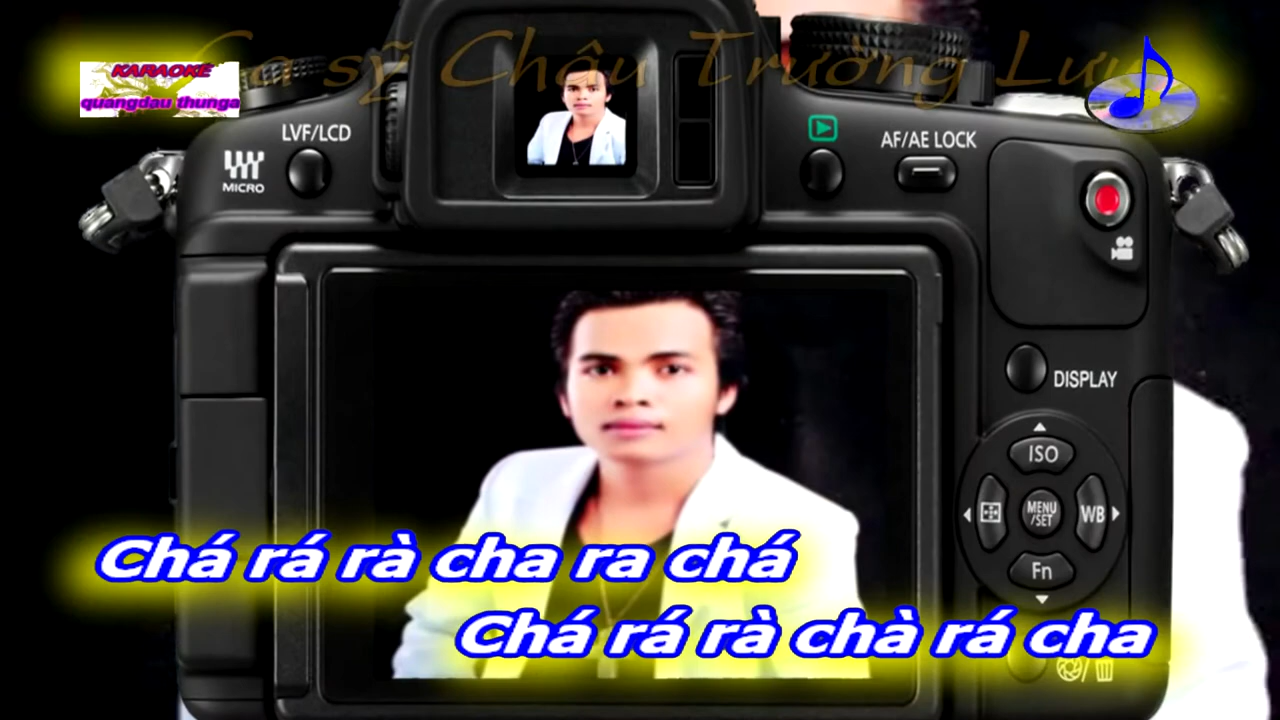 Ca sỹ Châu Trường Lưu
KARAOKE
quangdau thunga
LVF/LCD
MICRO
AF/AE LOCK
DISPLAY
ISO
MENU
/SET
WB
Fn
Chá rá rà cha ra chá
Chá rá rà chà rá cha